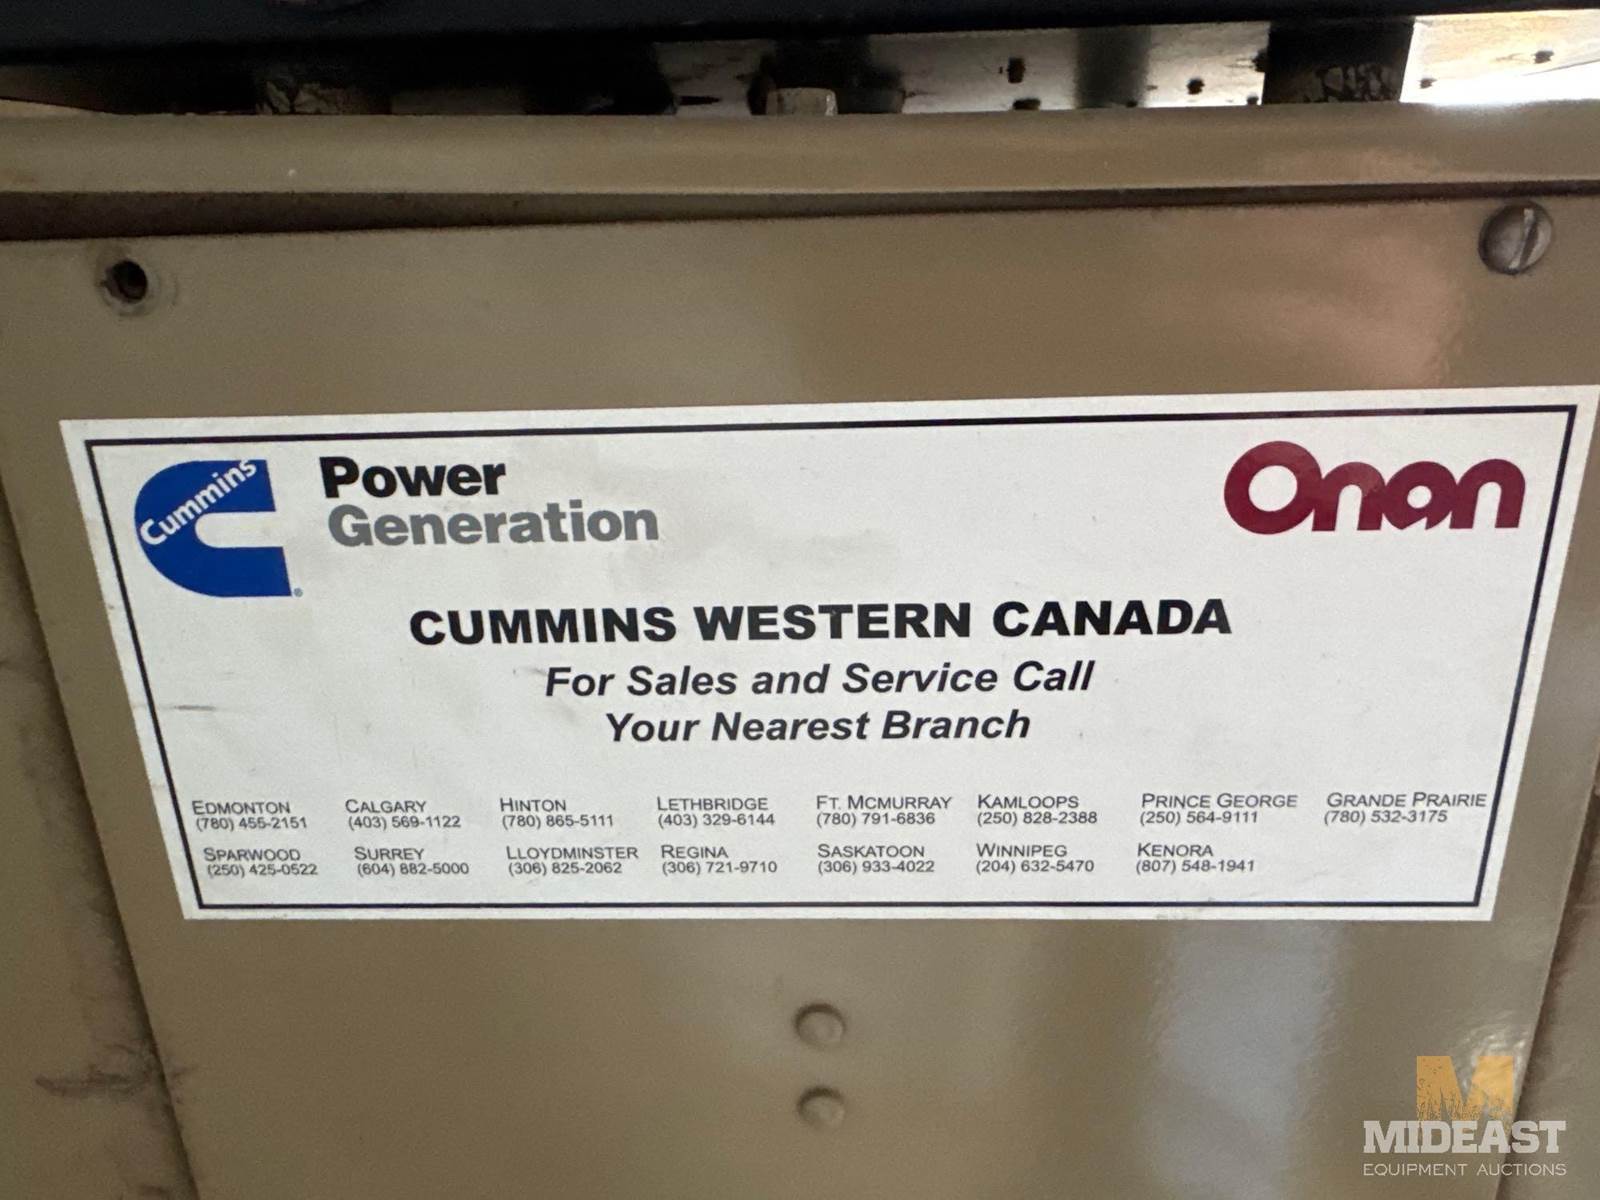 Cummins
Power
Generation
Onan
CUMMINS WESTERN CANADA
For Sales and Service Call
Your Nearest Branch
EDMONTON CALGARY HINTON LETHBRIDGE FT. MCMURRAY KAMLOOPS PRINCE GEORGE GRANDE PRAIRIE
(780) 455-2151 (403) 569-1122 (780) 865-5111 (403) 329-6144 (780) 791-6836 (250) 828-2388 (250) 564-9111 (780) 532-3175
SPARWOOD SURREY LLOYDMINSTER REGINA SASKATOON WINNIPEG KENORA
(250) 425-0522 (604) 882-5000 (306) 825-2062 (306) 721-9710 (306) 933-4022 (204) 632-5470 (807) 548-1941
M
MIDEAST
EQUIPMENT AUCTIONS